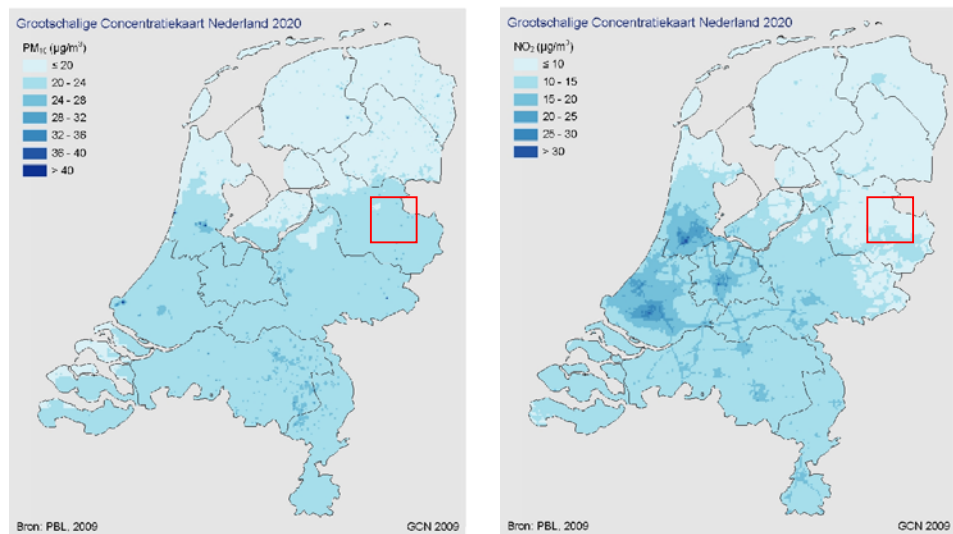 Grootschalige Concentratiekaart Nederland 2020
PM₁₀ (µg/m³)
≤ 20
20 - 24
24 - 28
28 - 32
32 - 36
36 - 40
> 40
Bron: PBL, 2009
GCN 2009
Grootschalige Concentratiekaart Nederland 2020
NO₂ (µg/m³)
≤ 10
10 - 15
15 - 20
20 - 25
25 - 30
> 30
Bron: PBL, 2009
GCN 2009